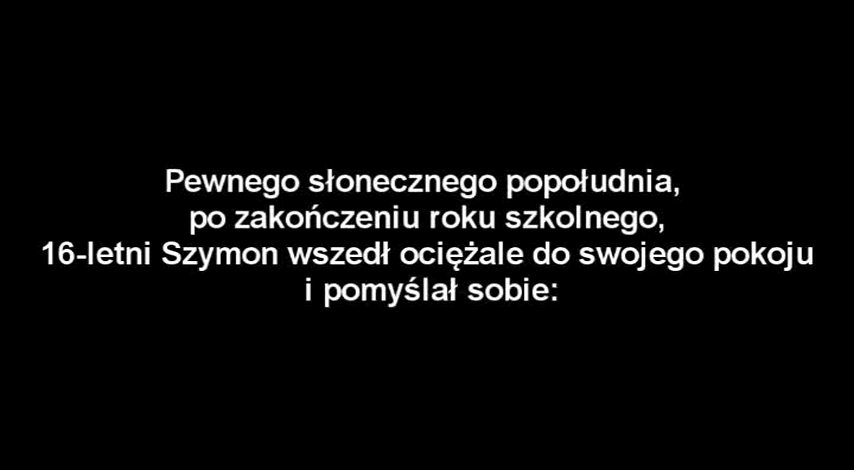 Pewnego słonecznego popołudnia,
po zakończeniu roku szkolnego,
16-letni Szymon wszedł ociężale do swojego pokoju
i pomyślał sobie: